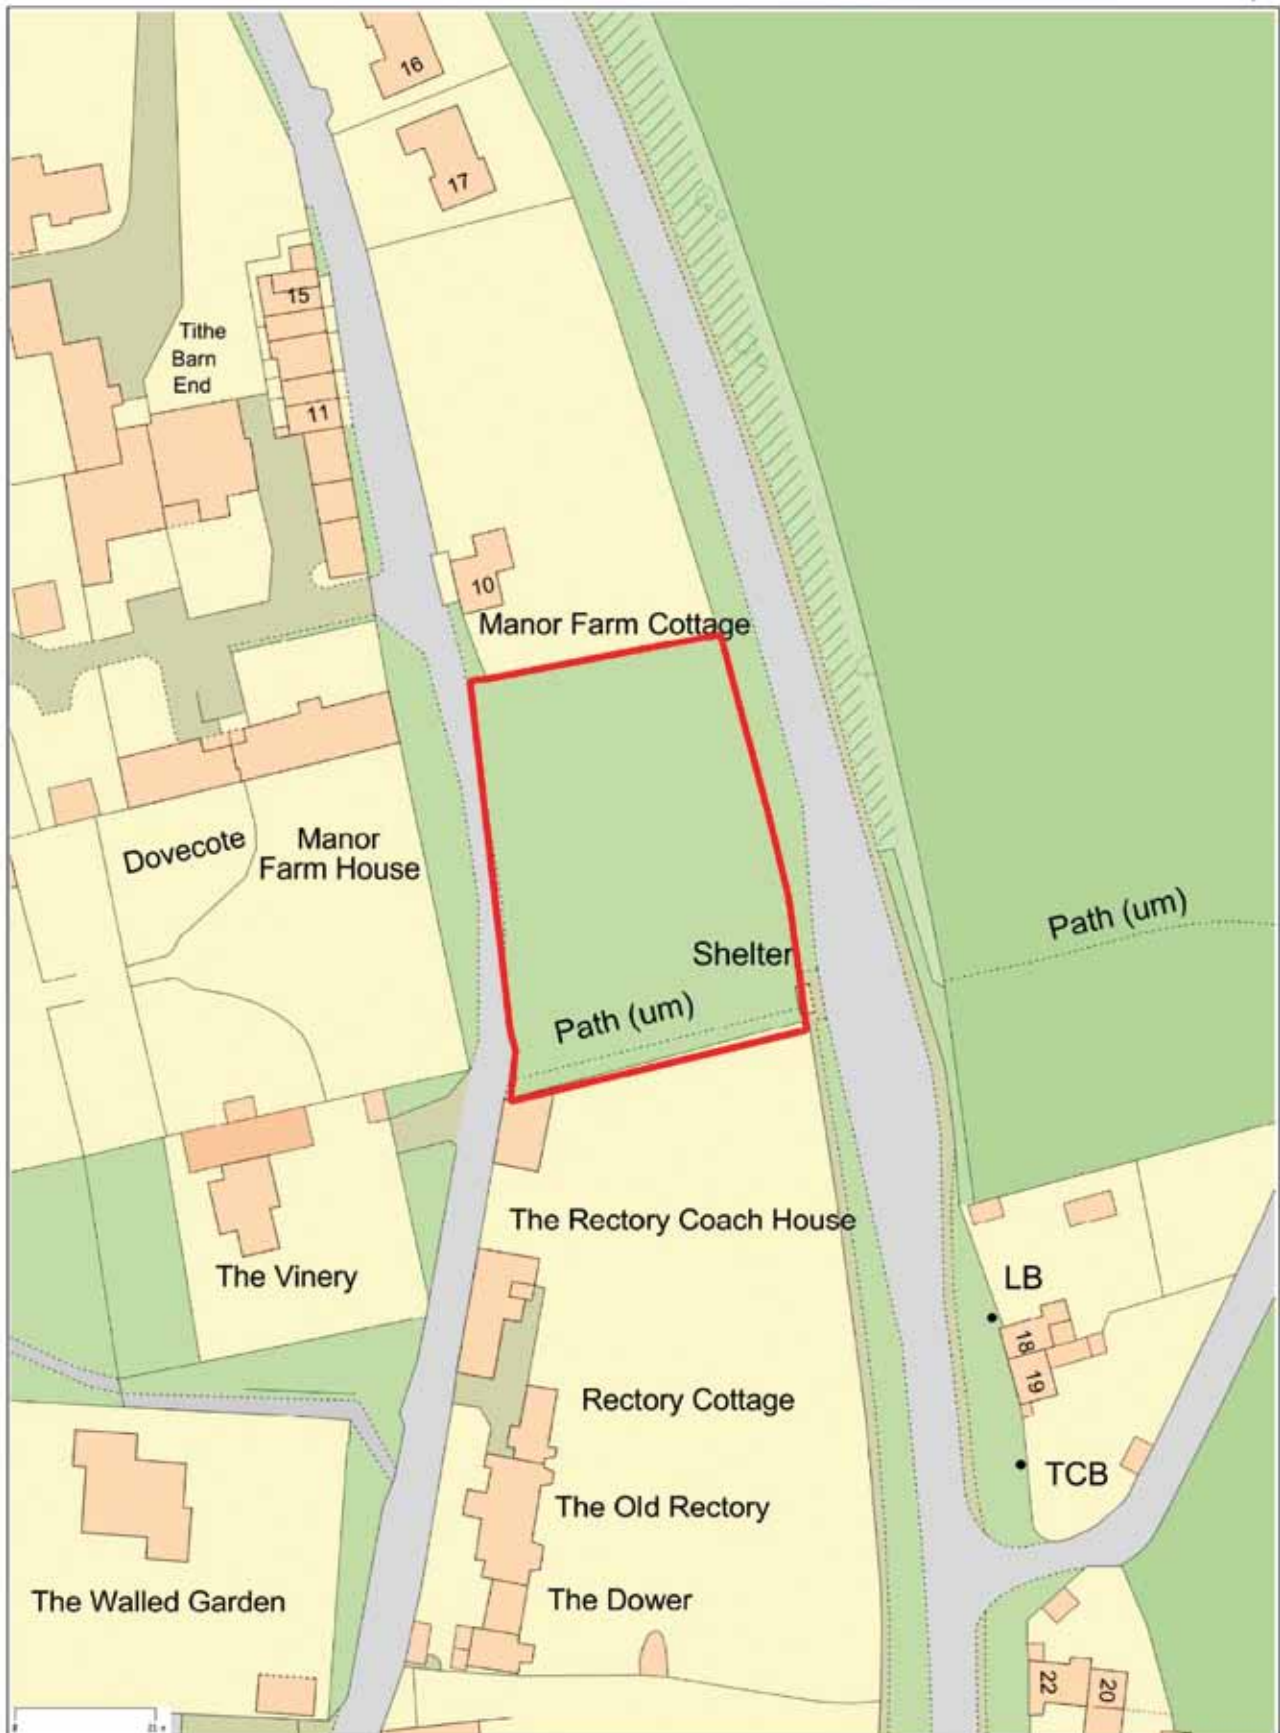 16
17
15
Tithe
Barn
End
11
10
Manor Farm Cottage
Dovecote
Manor
Farm House
Path (um)
Shelter
Path (um)
The Rectory Coach House
The Vinery
LB
18
19
Rectory Cottage
TCB
The Old Rectory
The Walled Garden
The Dower
22
20